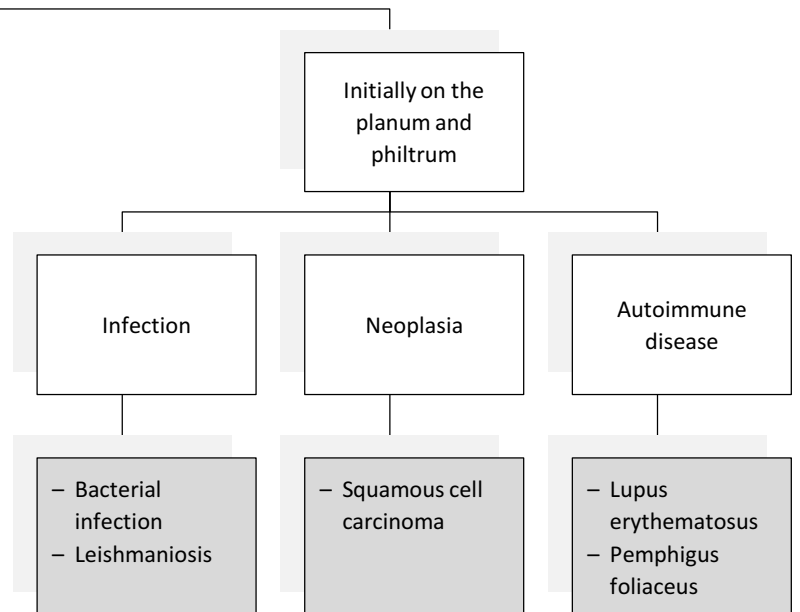 Initially on the
planum and
philtrum
Infection
Neoplasia
Autoimmune
disease
– Bacterial
infection
– Leishmaniosis
– Squamous cell
carcinoma
– Lupus
erythematosus
– Pemphigus
foliaceus